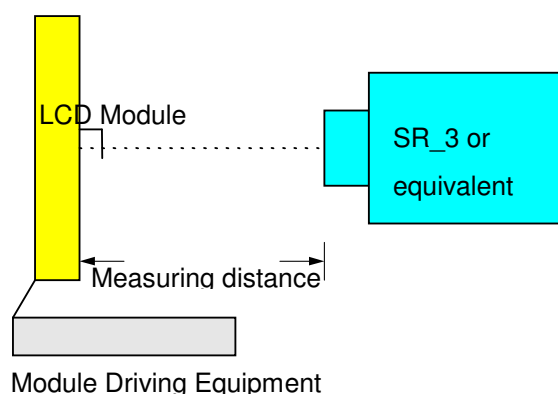 LCD Module
SR_3 or
equivalent
Measuring distance
Module Driving Equipment